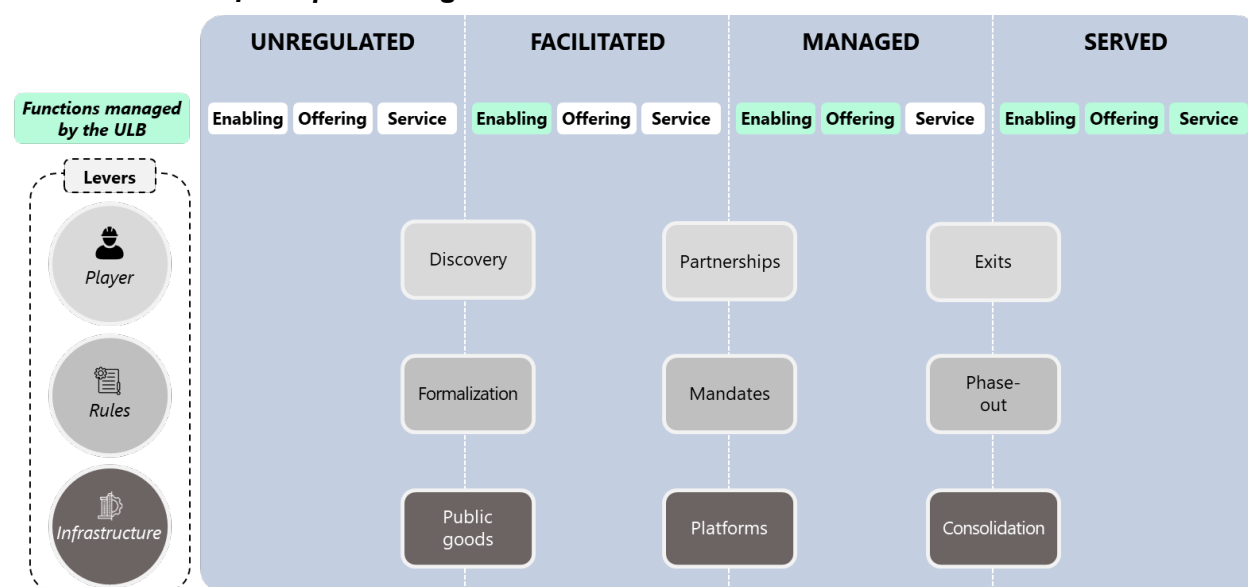 UNREGULATED FACILITATED MANAGED SERVED
Functions managed
by the ULB
Enabling Offering Service Enabling Offering Service Enabling Offering Service Enabling Offering Service
Levers
Player
Discovery Partnerships Exits
Rules
Formalization Mandates Phase-
out
Infrastructure
Public
goods
Platforms Consolidation